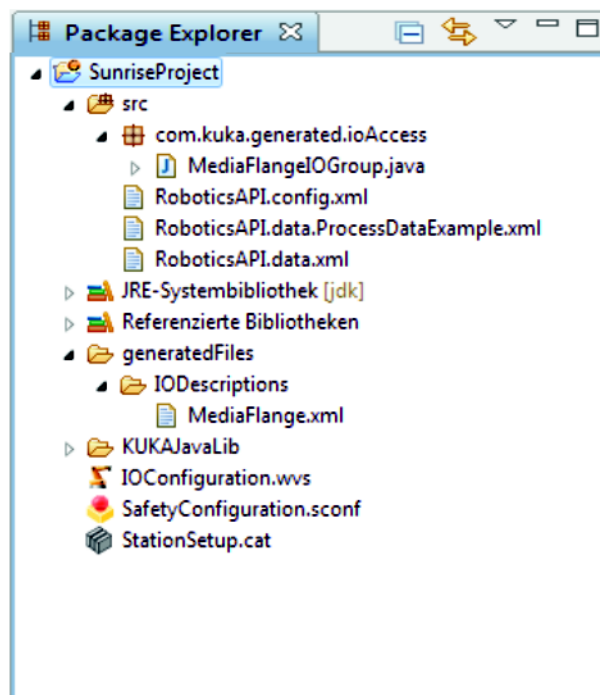 Package Explorer
SunriseProject
src
com.kuka.generated.ioAccess
MediaFlangeIOGroup.java
RoboticsAPI.config.xml
RoboticsAPI.data.ProcessDataExample.xml
RoboticsAPI.data.xml
JRE-Systembibliothek [jdk]
Referenzierte Bibliotheken
generatedFiles
IODescriptions
MediaFlange.xml
KUKAJavaLib
IOConfiguration.wvs
SafetyConfiguration.sconf
StationSetup.cat